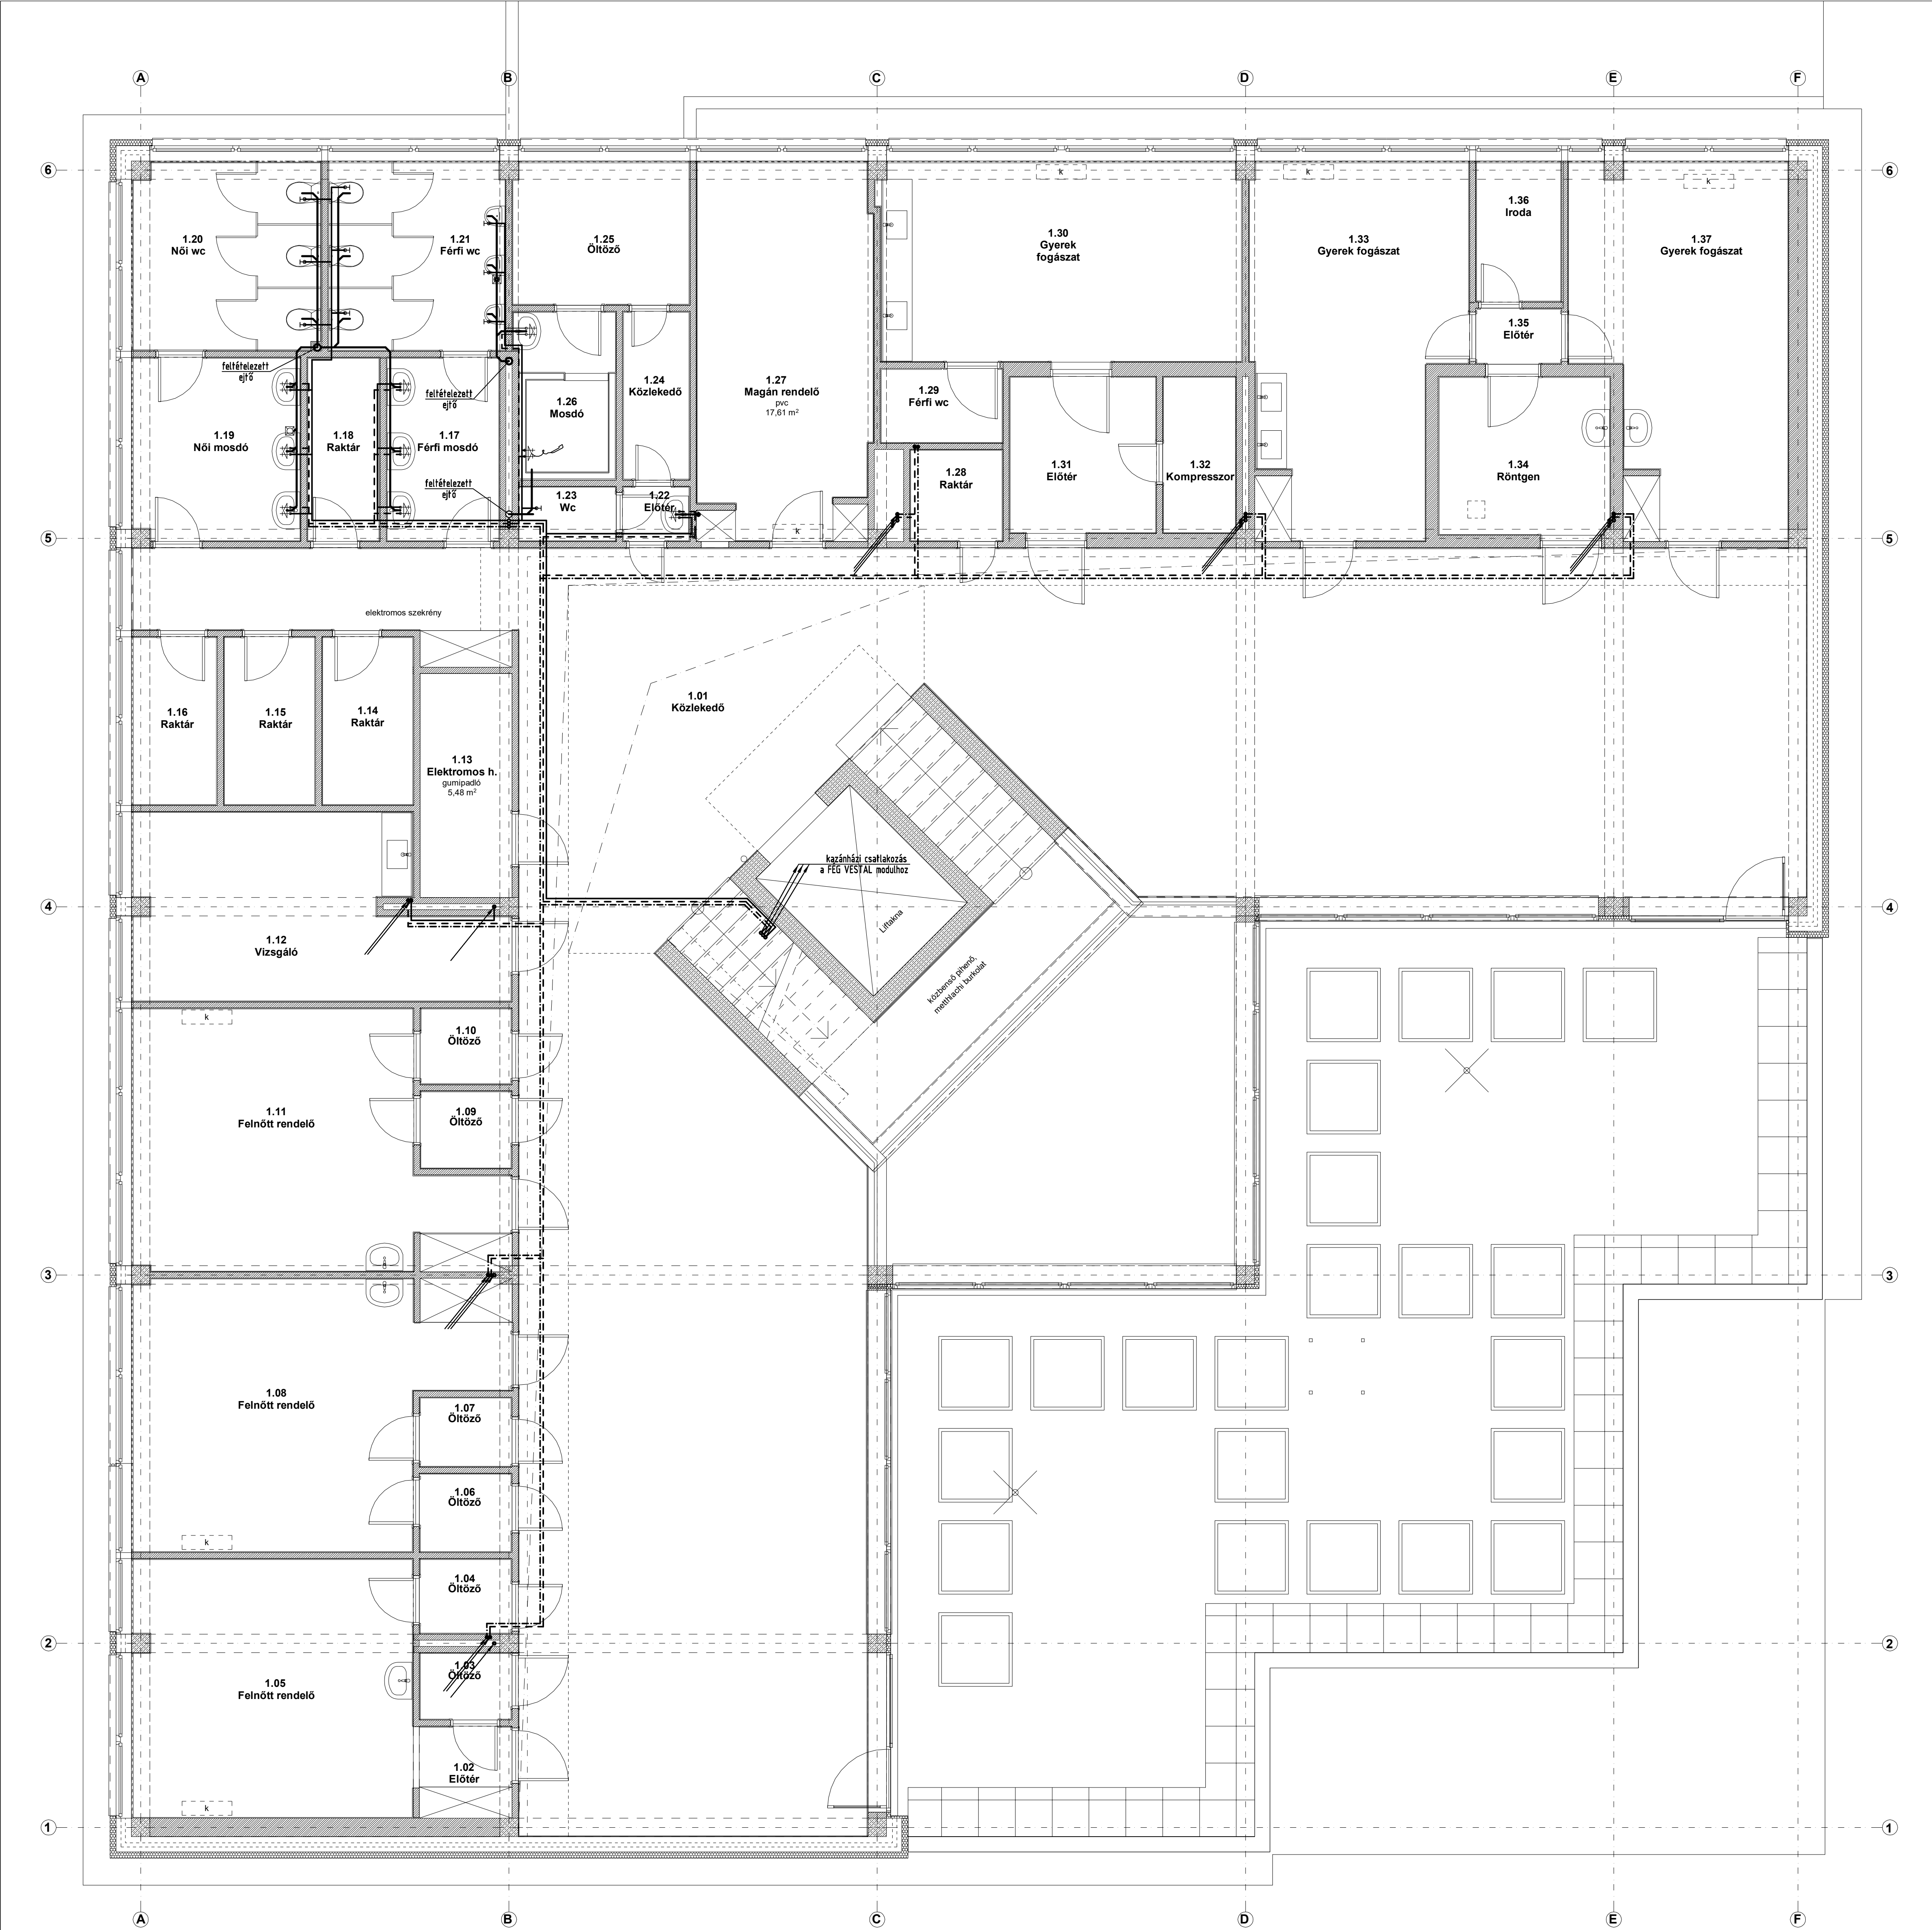 A
B
C
D
E
F
6
6
k
k
k
1.20
Női wc
1.21
Férfi wc
1.25
Öltöző
1.30
Gyerek
fogászat
1.33
Gyerek fogászat
1.36
Iroda
1.37
Gyerek fogászat
1.35
Előtér
feltételezett
ejtő
feltételezett
ejtő
1.26
Mosdó
1.24
Közlekedő
1.27
Magán rendelő
pvc
17,61 m²
1.29
Férfi wc
1.19
Női mosdó
1.18
Raktár
1.17
Férfi mosdó
1.31
Előtér
1.32
Kompresszor
1.34
Röntgen
1.28
Raktár
feltételezett
ejtő
1.23
Wc
1.22
Előtér
k
5
5
elektromos szekrény
1.16
Raktár
1.15
Raktár
1.14
Raktár
1.01
Közlekedő
1.13
Elektromos h.
gumipadló
5,48 m²
kazánházi csatlakozás
a FÉG VESTAL modulhoz
4
4
Liftakna
1.12
Vizsgáló
közbenső pihenő,
metthlachi burkolat
k
1.10
Öltöző
1.11
Felnőtt rendelő
1.09
Öltöző
3
3
1.08
Felnőtt rendelő
1.07
Öltöző
1.06
Öltöző
k
1.04
Öltöző
2
2
1.03
Öltöző
1.05
Felnőtt rendelő
1.02
Előtér
k
1
1
A
B
C
D
E
F